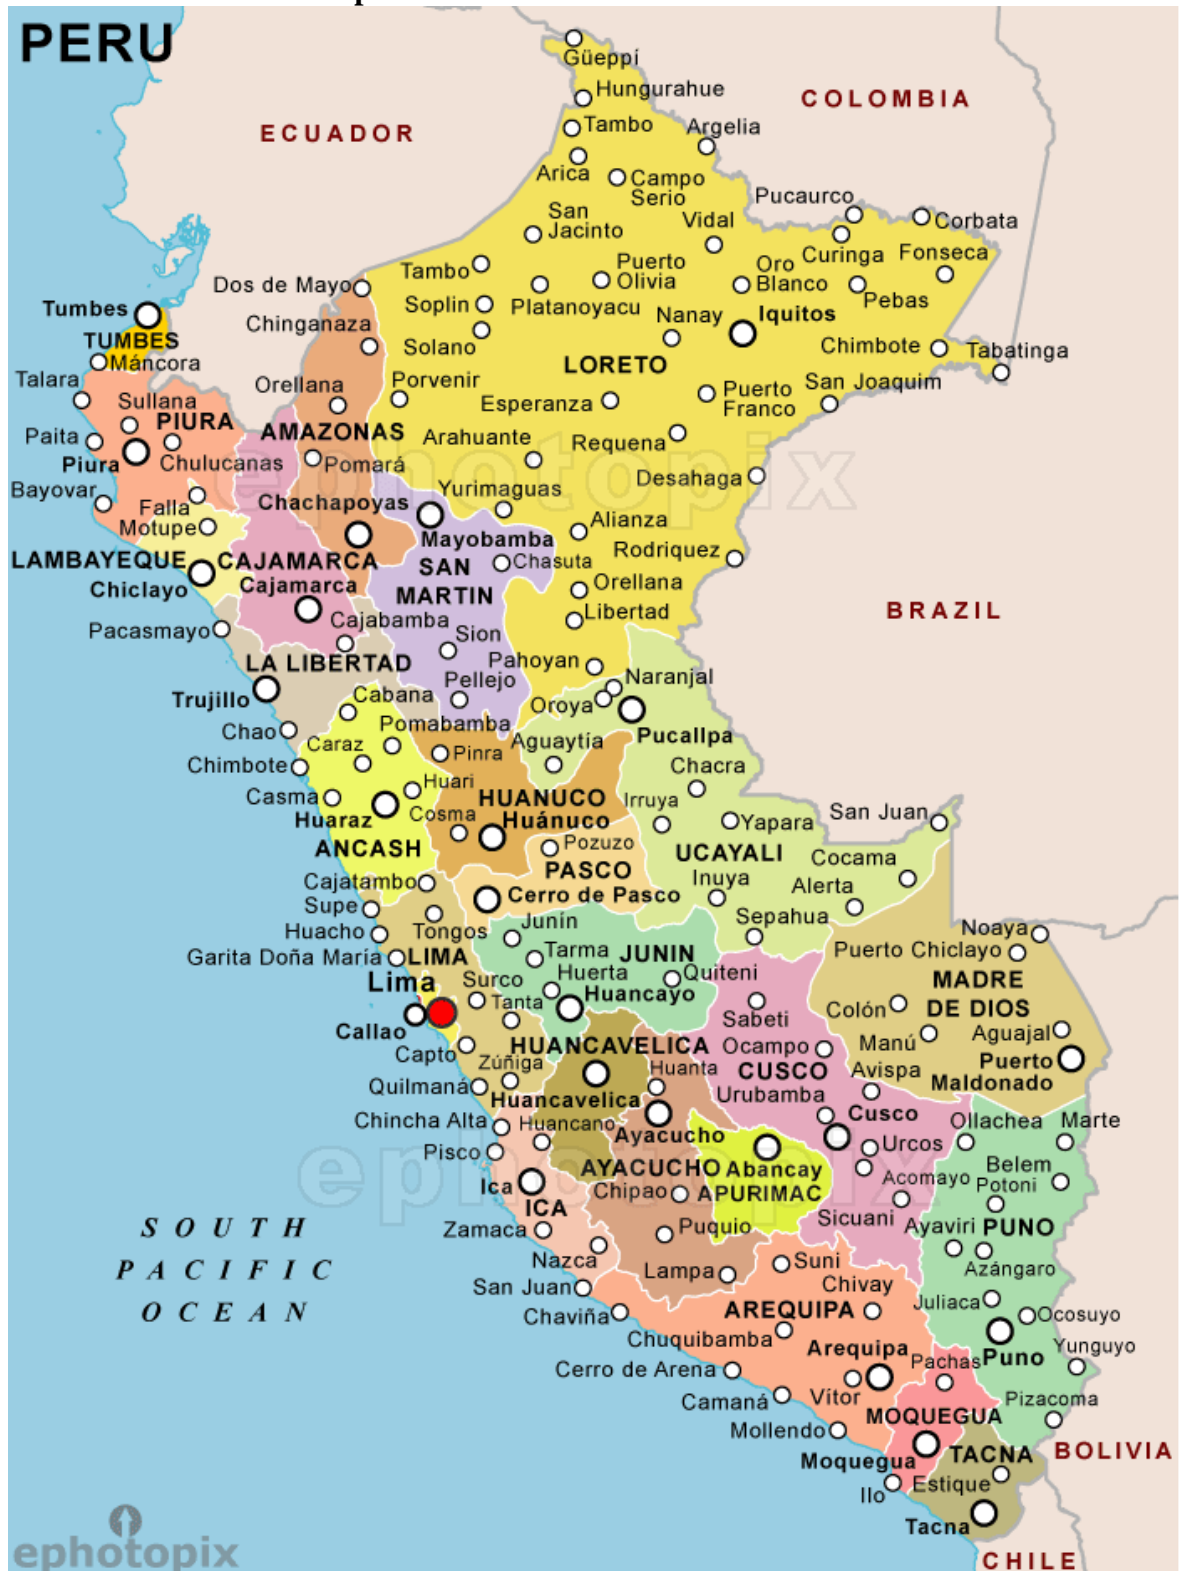 PERU
Güeppí
Hungurahue
COLOMBIA
ECUADOR
Tambo
Argelia
Arica
Campo
Serio
Pucaurco
San
Jacinto
Vidal
Corbata
Curinga
Fonseca
Tambo
Puerto
Olivia
Oro
Blanco
Dos de Mayo
Soplin
Platanoyacu
Pebas
Tumbes
Chinganaza
Nanay
Iquitos
TUMBES
Solano
Chimbote
Tabatinga
Máncora
LORETO
Talara
Orellana
Porvenir
Puerto
Franco
San Joaquim
Sullana
Esperanza
PIURA
AMAZONAS
Arahuante
Requena
Paita
Piura
Chulucanas
Pomará
Desahaga
ephotopix
Bayovar
Falla
Chachapoyas
Yurimaguas
Motupe
Mayobamba
Alianza
LAMBAYEQUE
CAJAMARCA
SAN
MARTIN
Chasuta
Rodriquez
Chiclayo
Cajamarca
Orellana
Libertad
BRAZIL
Pacasmayo
Cajabamba
Sion
LA LIBERTAD
Pahoyan
Naranjal
Trujillo
Cabana
Pellejo
Oroya
Chao
Pomabamba
Aguaytía
Pucallpa
Caraz
Pinra
Chimbote
Chacra
Casma
Huari
HUANUCO
Irruya
San Juan
Huaraz
Cosma
Huánuco
Yapara
ANCASH
Pozuzo
UCAYALI
Cocama
PASCO
Cajatambo
Cerro de Pasco
Inuya
Alerta
Supe
Junín
Sepahua
Huacho
Tongos
Noaya
Garita Doña María
LIMA
Tarma
JUNIN
Puerto Chiclayo
Lima
Surco
Huerta
Quiteni
MADRE
DE DIOS
Tanta
Huancayo
Colón
Callao
Sabeti
Aguajal
Capto
HUANCAVELICA
Ocampo
Manú
Puerto
Maldonado
Zúñiga
Huanta
CUSCO
Avispa
Quilmaná
Huancavelica
Urubamba
Cusco
Ollachea
Marte
Chincha Alta
Huancano
Ayacucho
Urcos
Pisco
ephotopix
AYACUCHO
Abancay
Belem
Ica
Chipao
APURIMAC
Acomayo
Potoni
ICA
Sicuani
Ayaviri
PUNO
SOUTH
PACIFIC
OCEAN
Zamaca
Puquio
Nazca
Lampa
Suni
Azángaro
San Juan
Chivay
Juliaca
Chaviña
AREQUIPA
Ocosuyo
Chuquibamba
Arequipa
Puno
Yunguyo
Cerro de Arena
Pachas
Camaná
Vítor
Pizacoma
MOQUEGUA
Mollendo
Moquegua
TACNA
BOLIVIA
Ilo
Estique
Tacna
ephotopix
CHILE